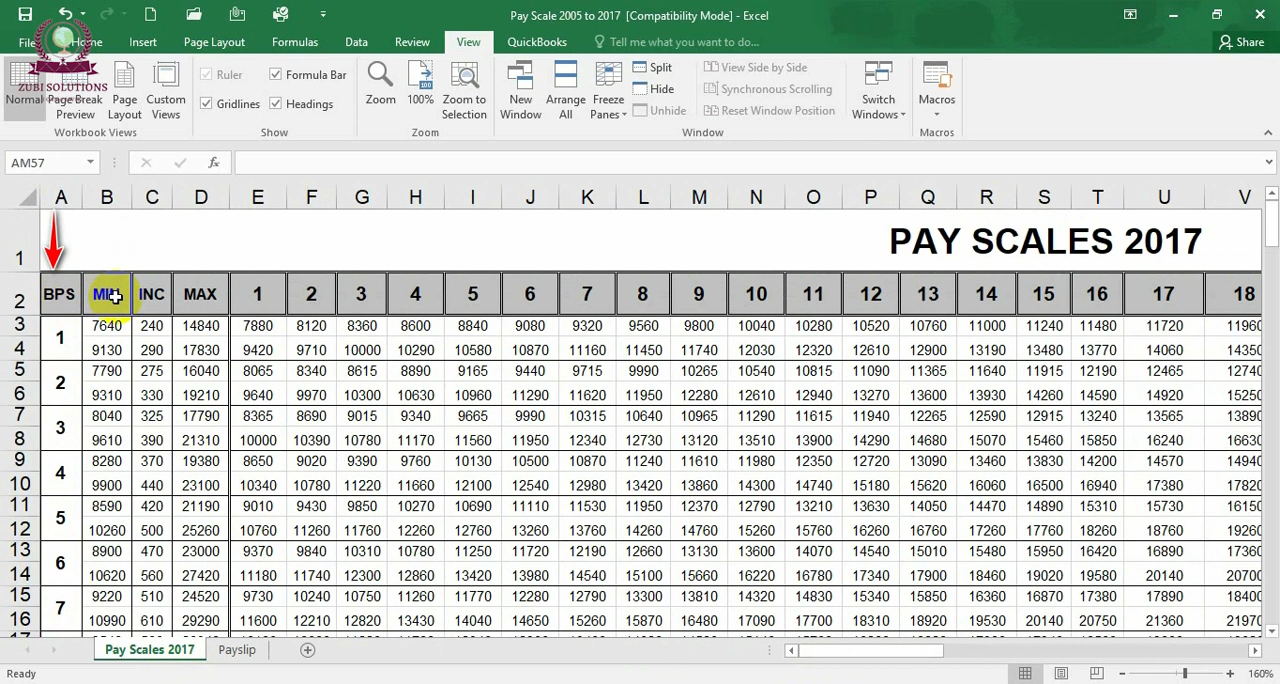 Pay Scale 2005 to 2017 [Compatibility Mode] - Excel
File Home Insert Page Layout Formulas Data Review View QuickBooks Tell me what you want to do... Share
ZUBI SOLUTIONS
Normal Page Break Preview Page Layout Custom Views
Ruler Formula Bar
Gridlines Headings
Zoom 100% Zoom to Selection
New Window Arrange All Freeze Panes
Split
Hide
Unhide
View Side by Side
Synchronous Scrolling
Reset Window Position
Switch Windows Macros
Workbook Views Show Zoom Window Macros
AM57 fx
A B C D E F G H I J K L M N O P Q R S T U V
1 PAY SCALES 2017
2 BPS INC MAX 1 2 3 4 5 6 7 8 9 10 11 12 13 14 15 16 17 18
3 1 7640 240 14840 7880 8120 8360 8600 8840 9080 9320 9560 9800 10040 10280 10520 10760 11000 11240 11480 11720 11960
4 9130 290 17830 9420 9710 10000 10290 10580 10870 11160 11450 11740 12030 12320 12610 12900 13190 13480 13770 14060 14350
5 2 7790 275 16040 8065 8340 8615 8890 9165 9440 9715 9990 10265 10540 10815 11090 11365 11640 11915 12190 12465 12740
6 9310 330 19210 9640 9970 10300 10630 10960 11290 11620 11950 12280 12610 12940 13270 13600 13930 14260 14590 14920 15250
7 3 8040 325 17790 8365 8690 9015 9340 9665 9990 10315 10640 10965 11290 11615 11940 12265 12590 12915 13240 13565 13890
8 9610 390 21310 10000 10390 10780 11170 11560 11950 12340 12730 13120 13510 13900 14290 14680 15070 15460 15850 16240 16630
9 4 8280 370 19380 8650 9020 9390 9760 10130 10500 10870 11240 11610 11980 12350 12720 13090 13460 13830 14200 14570 14940
10 9900 440 23100 10340 10780 11220 11660 12100 12540 12980 13420 13860 14300 14740 15180 15620 16060 16500 16940 17380 17820
11 5 8590 420 21190 9010 9430 9850 10270 10690 11110 11530 11950 12370 12790 13210 13630 14050 14470 14890 15310 15730 16150
12 10260 500 25260 10760 11260 11760 12260 12760 13260 13760 14260 14760 15260 15760 16260 16760 17260 17760 18260 18760 19260
13 6 8900 470 23000 9370 9840 10310 10780 11250 11720 12190 12660 13130 13600 14070 14540 15010 15480 15950 16420 16890 17360
14 10620 560 27420 11180 11740 12300 12860 13420 13980 14540 15100 15660 16220 16780 17340 17900 18460 19020 19580 20140 20700
15 7 9220 510 24520 9730 10240 10750 11260 11770 12280 12790 13300 13810 14320 14830 15340 15850 16360 16870 17380 17890 18400
16 10990 610 29290 11600 12210 12820 13430 14040 14650 15260 15870 16480 17090 17700 18310 18920 19530 20140 20750 21360 21970
Pay Scales 2017 Payslip
Ready 160%